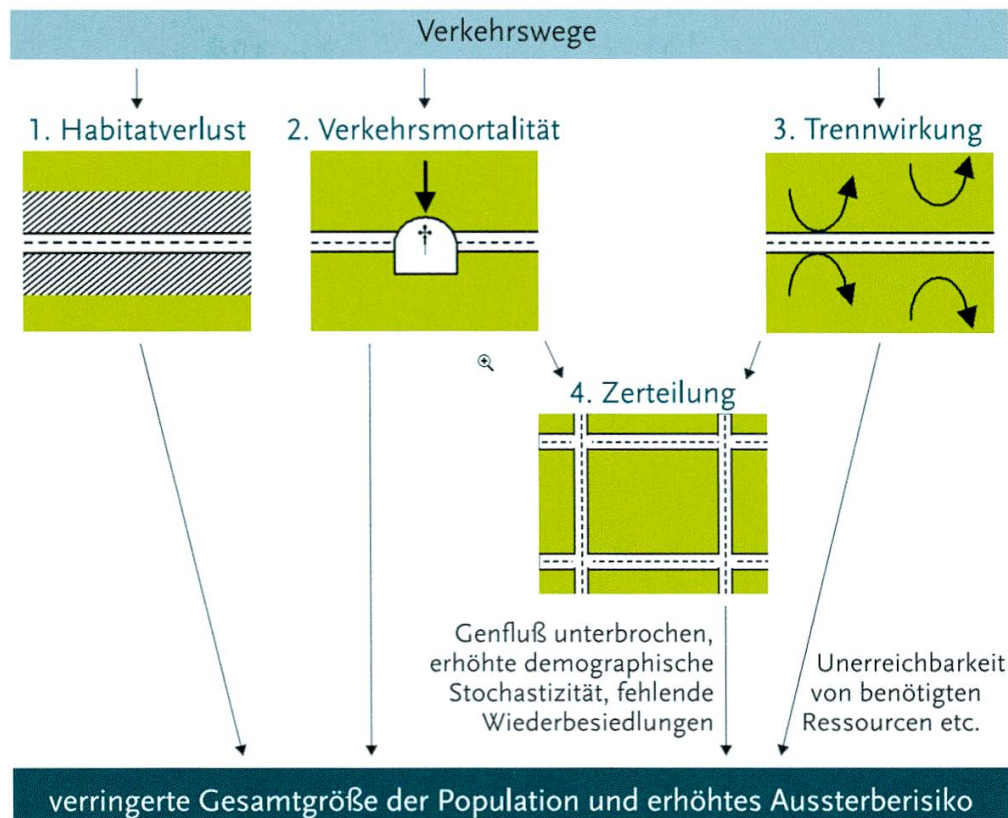 Verkehrswege
1. Habitatverlust
2. Verkehrsmortalität
3. Trennwirkung
4. Zerteilung
Genfluß unterbrochen,
erhöhte demographische
Stochastizität, fehlende
Wiederbesiedlungen
Unerreichbarkeit
von benötigten
Ressourcen etc.
verringerte Gesamtgröße der Population und erhöhtes Aussterberisiko